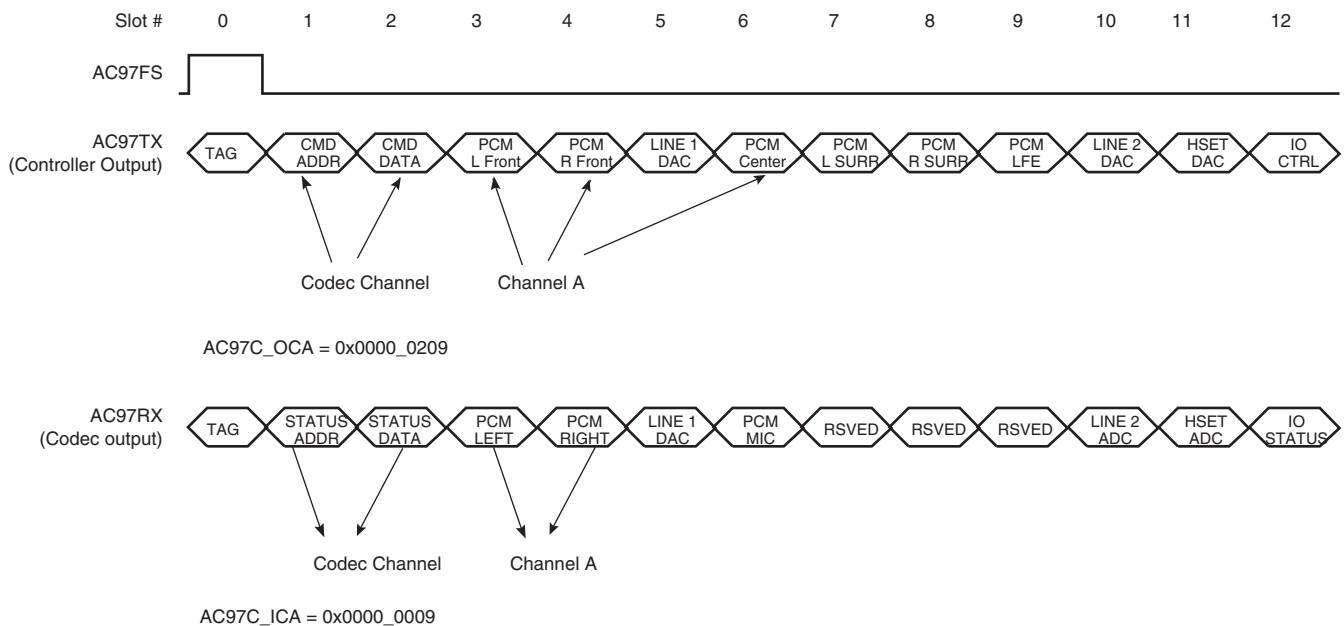 Slot # 0 1 2 3 4 5 6 7 8 9 10 11 12
AC97FS
AC97TX
(Controller Output)
TAG
CMD
ADDR
CMD
DATA
PCM
L Front
PCM
R Front
LINE 1
DAC
PCM
Center
PCM
L SURR
PCM
R SURR
PCM
LFE
LINE 2
DAC
HSET
DAC
IO
CTRL
Codec Channel
Channel A
AC97C_OCA = 0x0000_0209
AC97RX
(Codec output)
TAG
STATUS
ADDR
STATUS
DATA
PCM
LEFT
PCM
RIGHT
LINE 1
DAC
PCM
MIC
RSVED
RSVED
RSVED
LINE 2
ADC
HSET
ADC
IO
STATUS
Codec Channel
Channel A
AC97C_ICA = 0x0000_0009